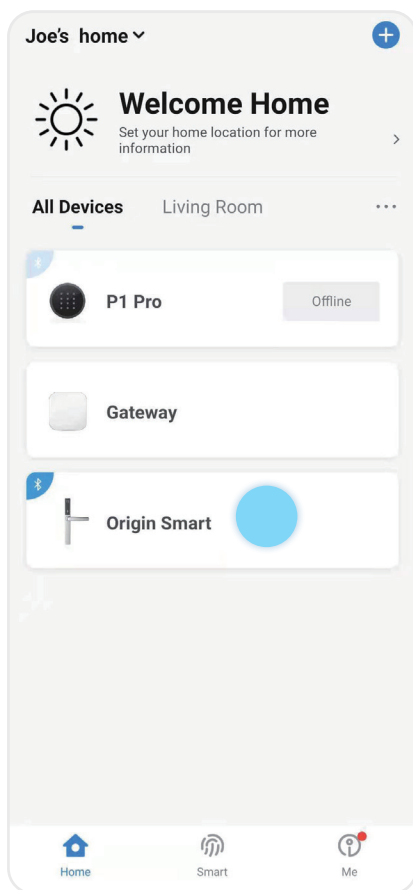 Joe's home
Welcome Home
Set your home location for more
information
All Devices Living Room
P1 Pro Offline
Gateway
Origin Smart
Home Smart Me